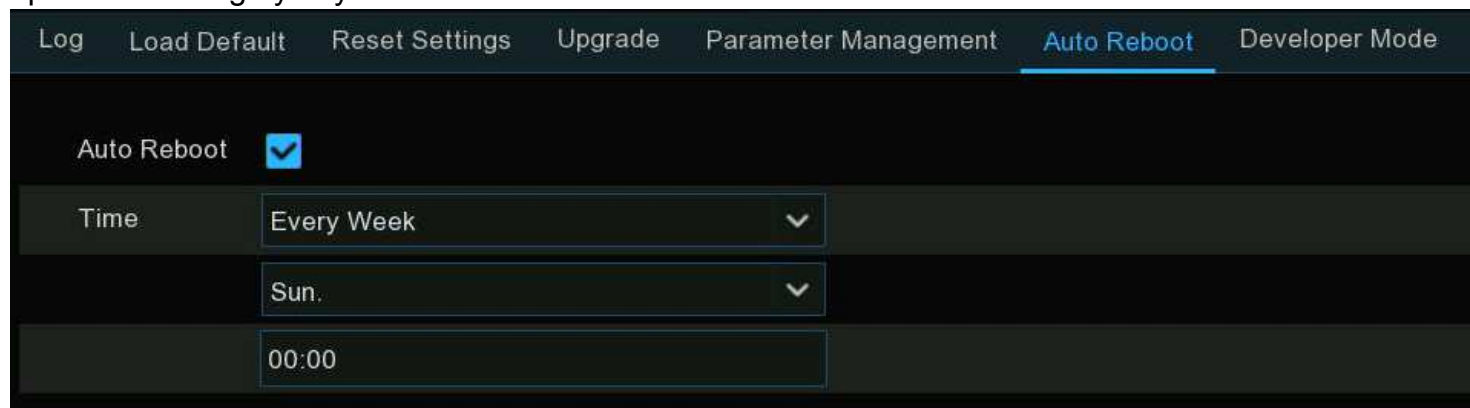 Log Load Default Reset Settings Upgrade Parameter Management Auto Reboot Developer Mode
Auto Reboot
Time Every Week
Sun.
00:00